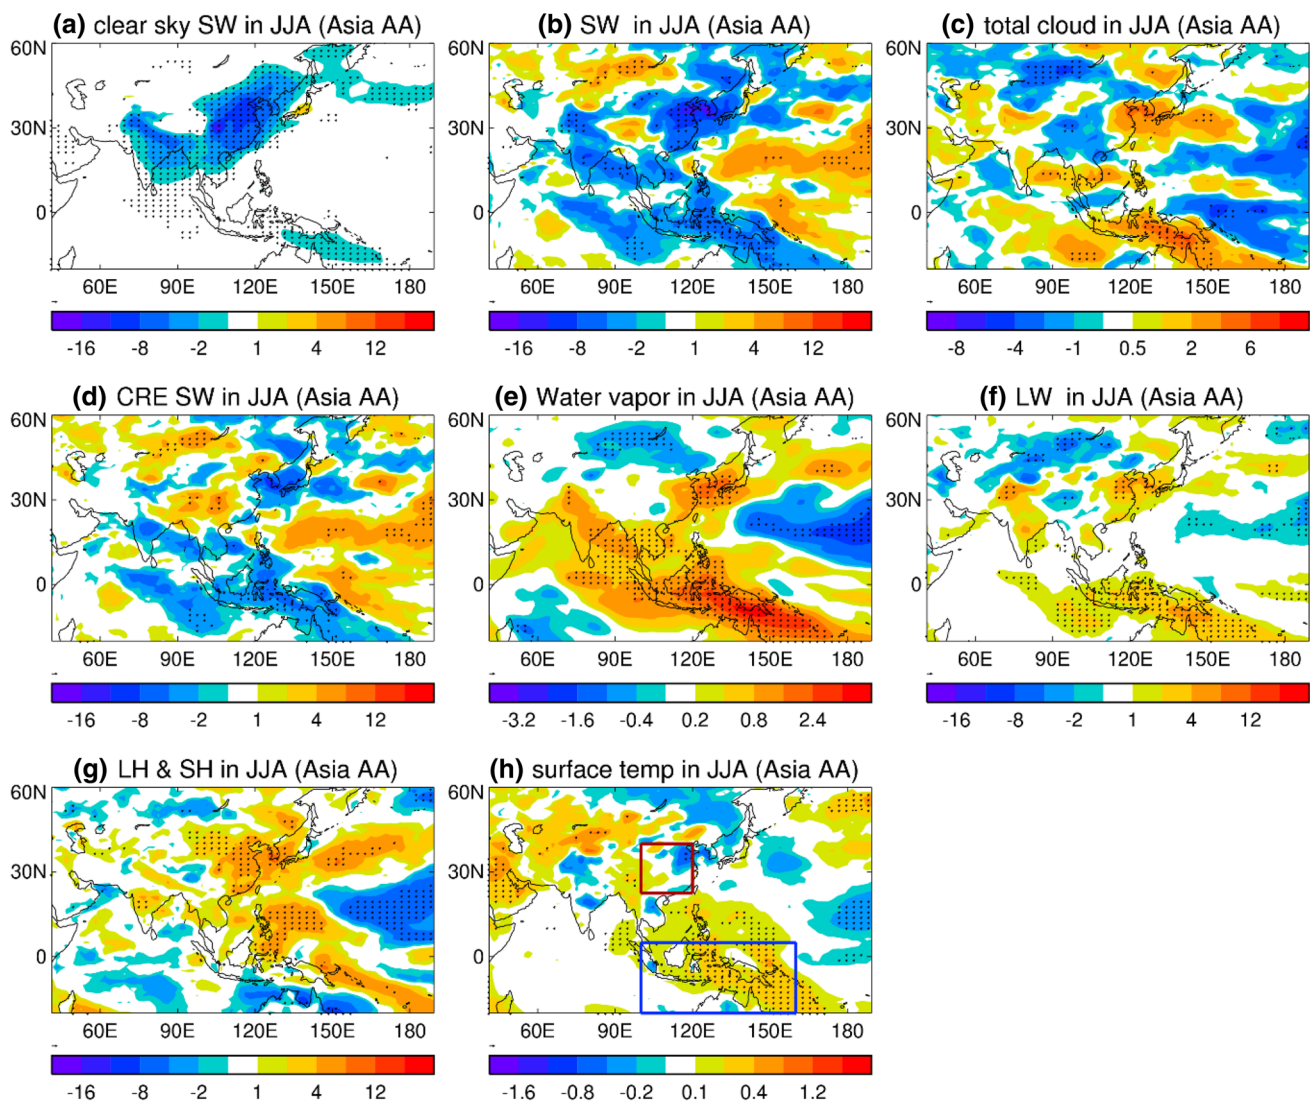 (a) clear sky SW in JJA (Asia AA)
(b) SW in JJA (Asia AA)
(c) total cloud in JJA (Asia AA)
60N
60N
60N
30N
30N
30N
0
0
0
60E 90E 120E 150E 180
60E 90E 120E 150E 180
60E 90E 120E 150E 180
-16 -8 -2 1 4 12
-16 -8 -2 1 4 12
-8 -4 -1 0.5 2 6
(d) CRE SW in JJA (Asia AA)
(e) Water vapor in JJA (Asia AA)
(f) LW in JJA (Asia AA)
60N
60N
60N
30N
30N
30N
0
0
0
60E 90E 120E 150E 180
60E 90E 120E 150E 180
60E 90E 120E 150E 180
-16 -8 -2 1 4 12
-3.2 -1.6 -0.4 0.2 0.8 2.4
-16 -8 -2 1 4 12
(g) LH & SH in JJA (Asia AA)
(h) surface temp in JJA (Asia AA)
60N
60N
30N
30N
0
0
60E 90E 120E 150E 180
60E 90E 120E 150E 180
-16 -8 -2 1 4 12
-1.6 -0.8 -0.2 0.1 0.4 1.2